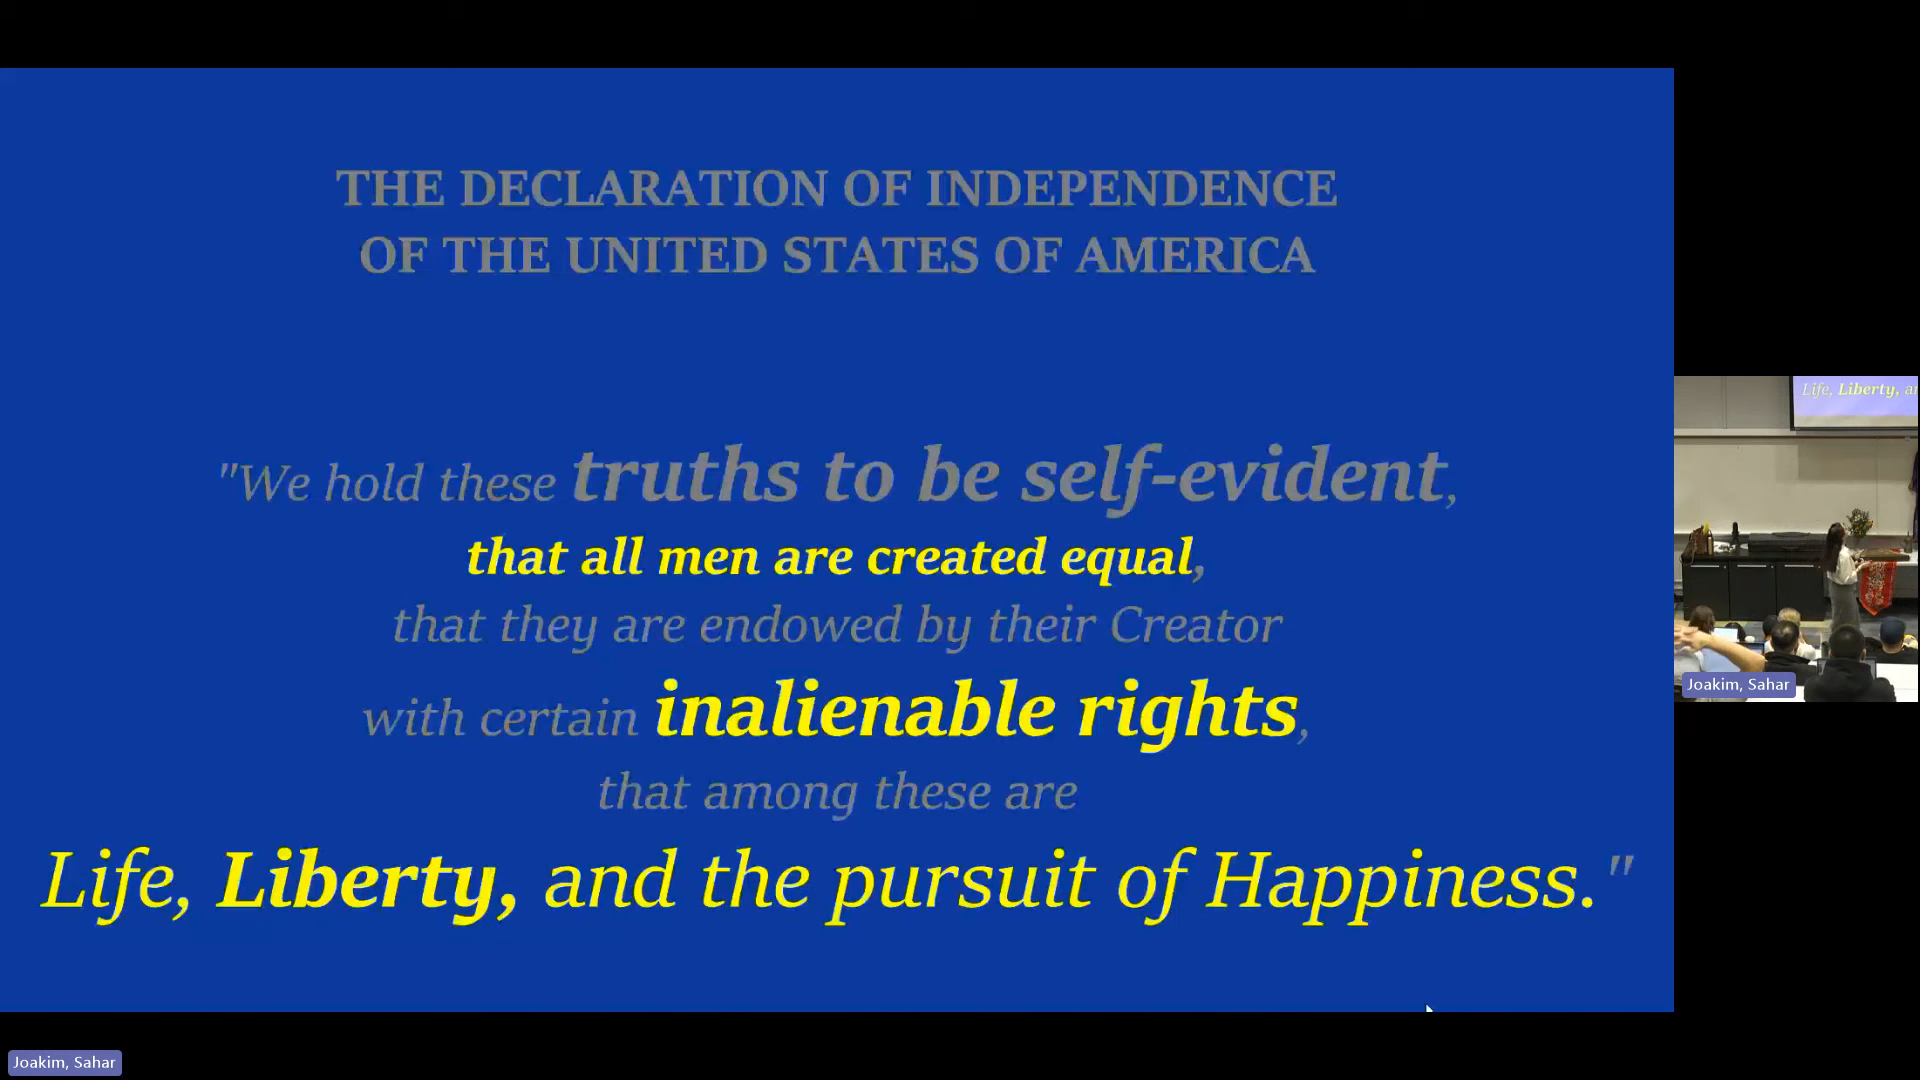 THE DECLARATION OF INDEPENDENCE
OF THE UNITED STATES OF AMERICA
"We hold these truths to be self-evident,
that all men are created equal,
that they are endowed by their Creator
with certain inalienable rights,
that among these are
Life, Liberty, and the pursuit of Happiness."
Life, Liberty, an
Joakim, Sahar
Joakim, Sahar